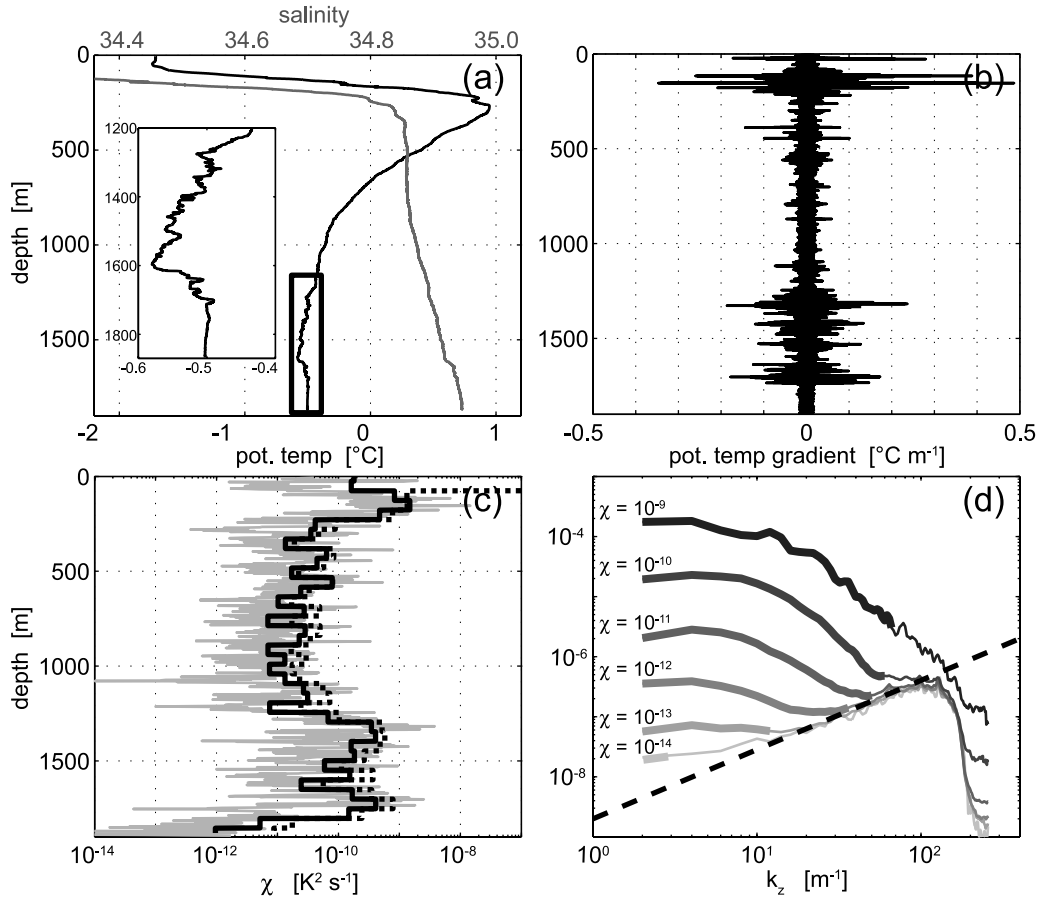 salinity
34.44 34.6 34.84 35.0
0
500
1000
1500
depth [m]
(a)
1200
1400
1600
1800
-0.6 -0.5 -0.4
-2 -1 0 1
pot. temp [°C]
0
500
1000
1500
(b)
-0.5 0 0.5
pot. temp gradient [°C m⁻¹]
0
500
1000
1500
depth [m]
(c)
10⁻¹⁴ 10⁻¹² 10⁻¹⁰ 10⁻⁸
χ [K² s⁻¹]
(d)
10⁻⁴
10⁻⁶
10⁻⁸
χ = 10⁻⁹
χ = 10⁻¹⁰
χ = 10⁻¹¹
χ = 10⁻¹²
χ = 10⁻¹³
χ = 10⁻¹⁴
10⁰ 10¹ 10²
k_z [m⁻¹]